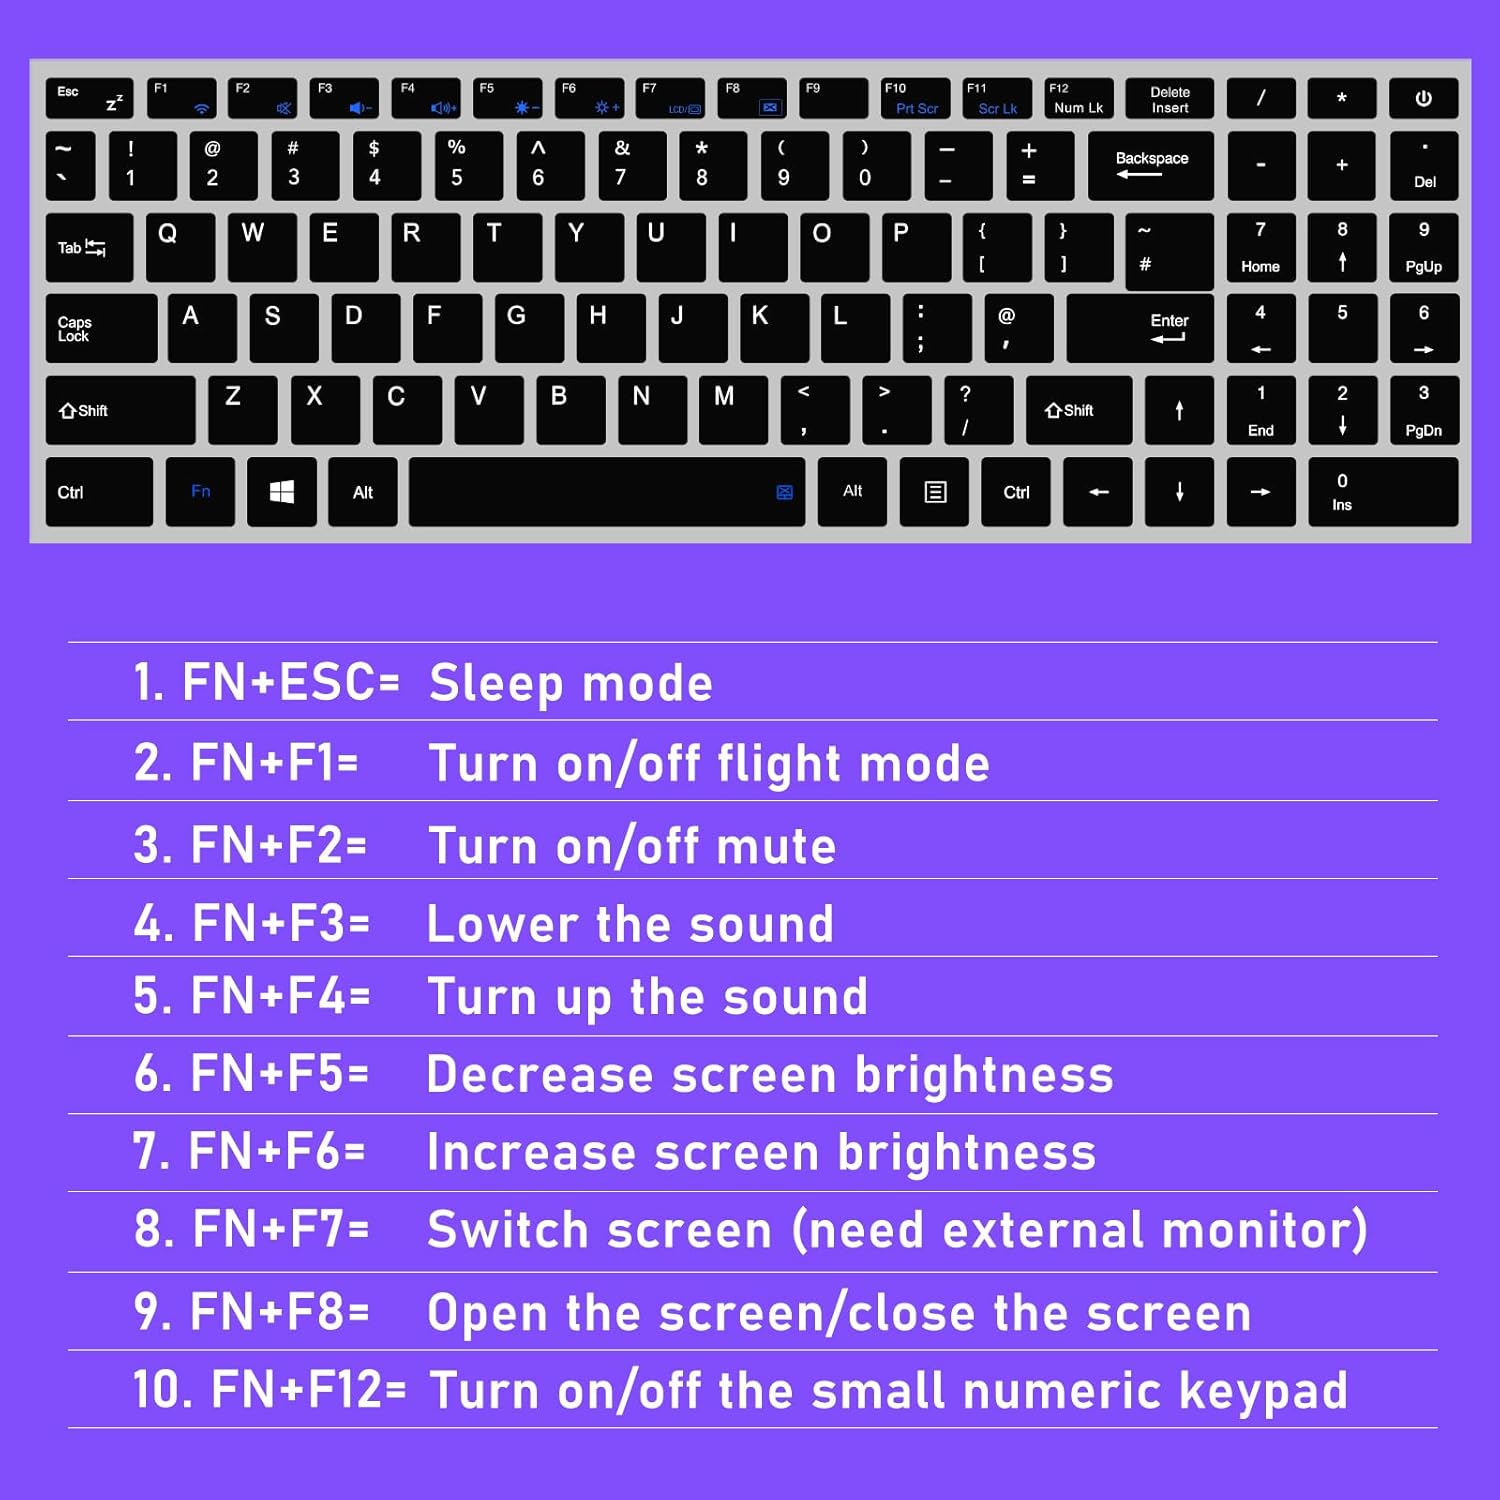 Esc zz F1 F2 F3 - F4 + F5 - F6 + F7 LCD/ F8 F9 F10 Prt Scr F11 Scr Lk F12 Num Lk Delete Insert / *
~ ` ! 1 @ 2 # 3 $ 4 % 5 ^ 6 & 7 * 8 ( 9 ) 0 — – + = Backspace ← - + . Del
Tab Q W E R T Y U I O P { [ } ] ~ # 7 Home 8 ↑ 9 PgUp
Caps Lock A S D F G H J K L : ; @ ' Enter 4 ← 5 6 →
Shift Z X C V B N M < , > . ? / Shift ↑ 1 End 2 ↓ 3 PgDn
Ctrl Fn Alt Alt Ctrl ← ↓ → 0 Ins
1. FN+ESC= Sleep mode
2. FN+F1= Turn on/off flight mode
3. FN+F2= Turn on/off mute
4. FN+F3= Lower the sound
5. FN+F4= Turn up the sound
6. FN+F5= Decrease screen brightness
7. FN+F6= Increase screen brightness
8. FN+F7= Switch screen (need external monitor)
9. FN+F8= Open the screen/close the screen
10. FN+F12= Turn on/off the small numeric keypad